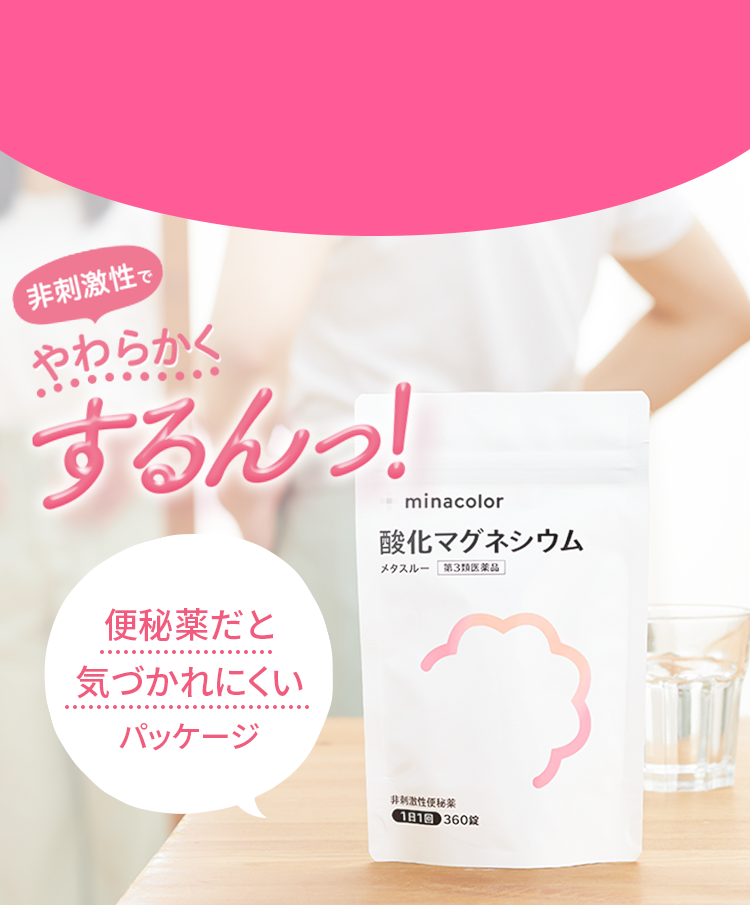 非刺激性で
やわらかく
するんっ!
便秘薬だと
気づかれにくい
パッケージ
minacolor
酸化マグネシウム
メタスルー 第3類医薬品
非刺激性便秘薬
1日1回 360錠